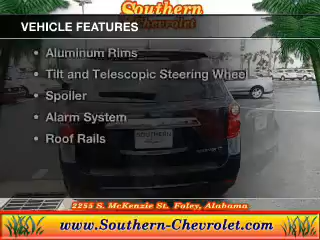 Southern
Chevrolet
VEHICLE FEATURES
• Aluminum Rims
• Tilt and Telescopic Steering Wheel
• Spoiler
• Alarm System
• Roof Rails
SOUTHERN
2255 S. McKenzie St. Foley, Alabama
www.Southern-Chevrolet.com